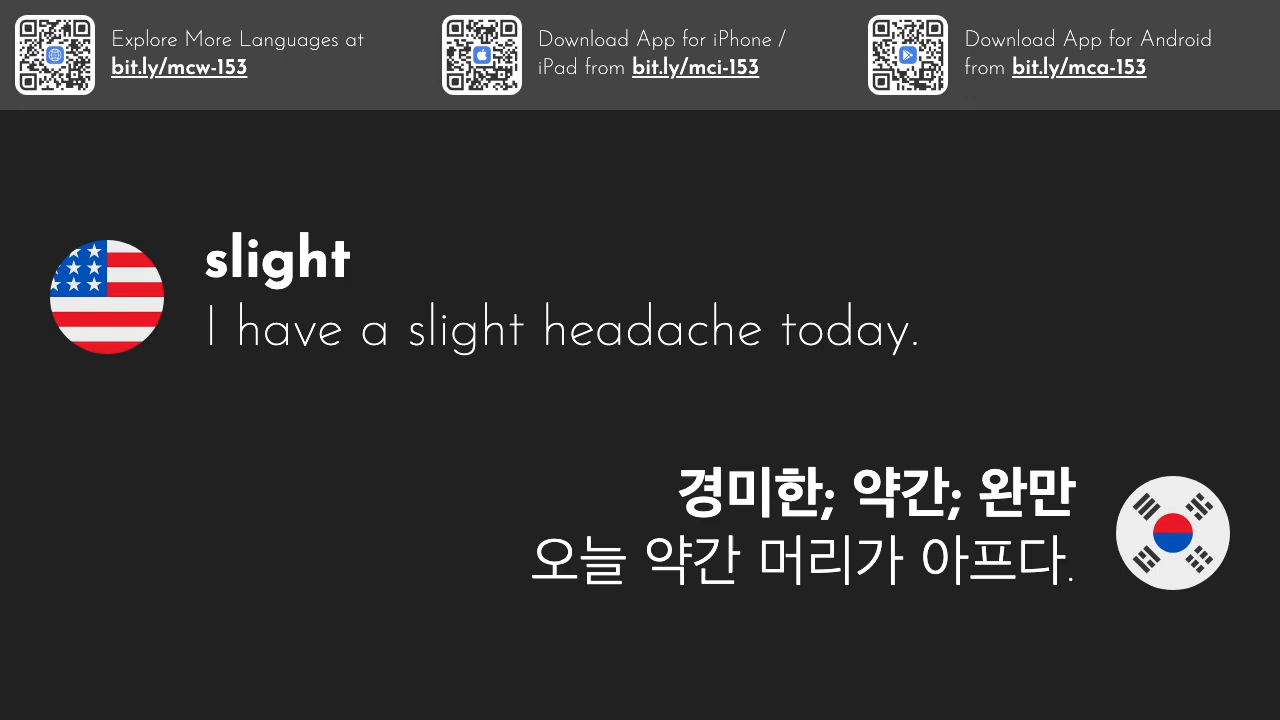 Explore More Languages at
bit.ly/mcw-153
Download App for iPhone /
iPad from bit.ly/mci-153
Download App for Android
from bit.ly/mca-153
slight
I have a slight headache today.
경미한; 약간; 완만
오늘 약간 머리가 아프다.